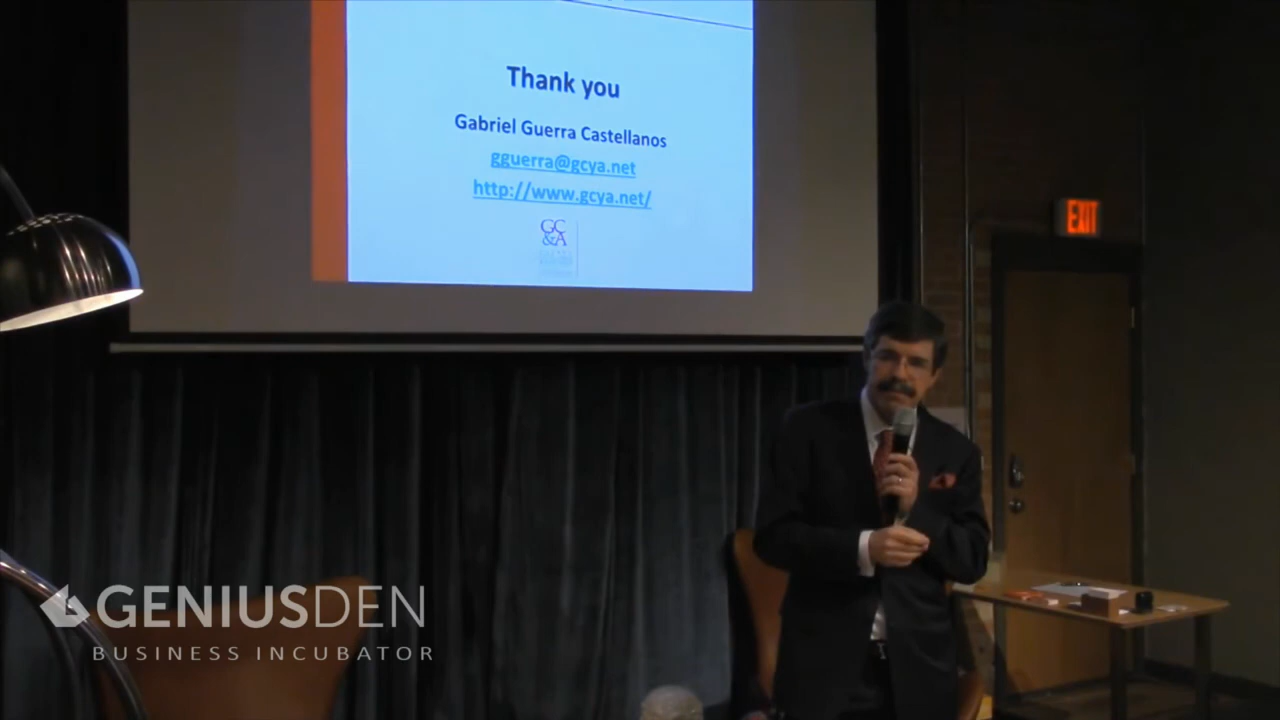 Thank you
Gabriel Guerra Castellanos
gguerra@gcya.net
http://www.gcya.net/
GC
&A
EXIT
GENIUSDEN
BUSINESS INCUBATOR